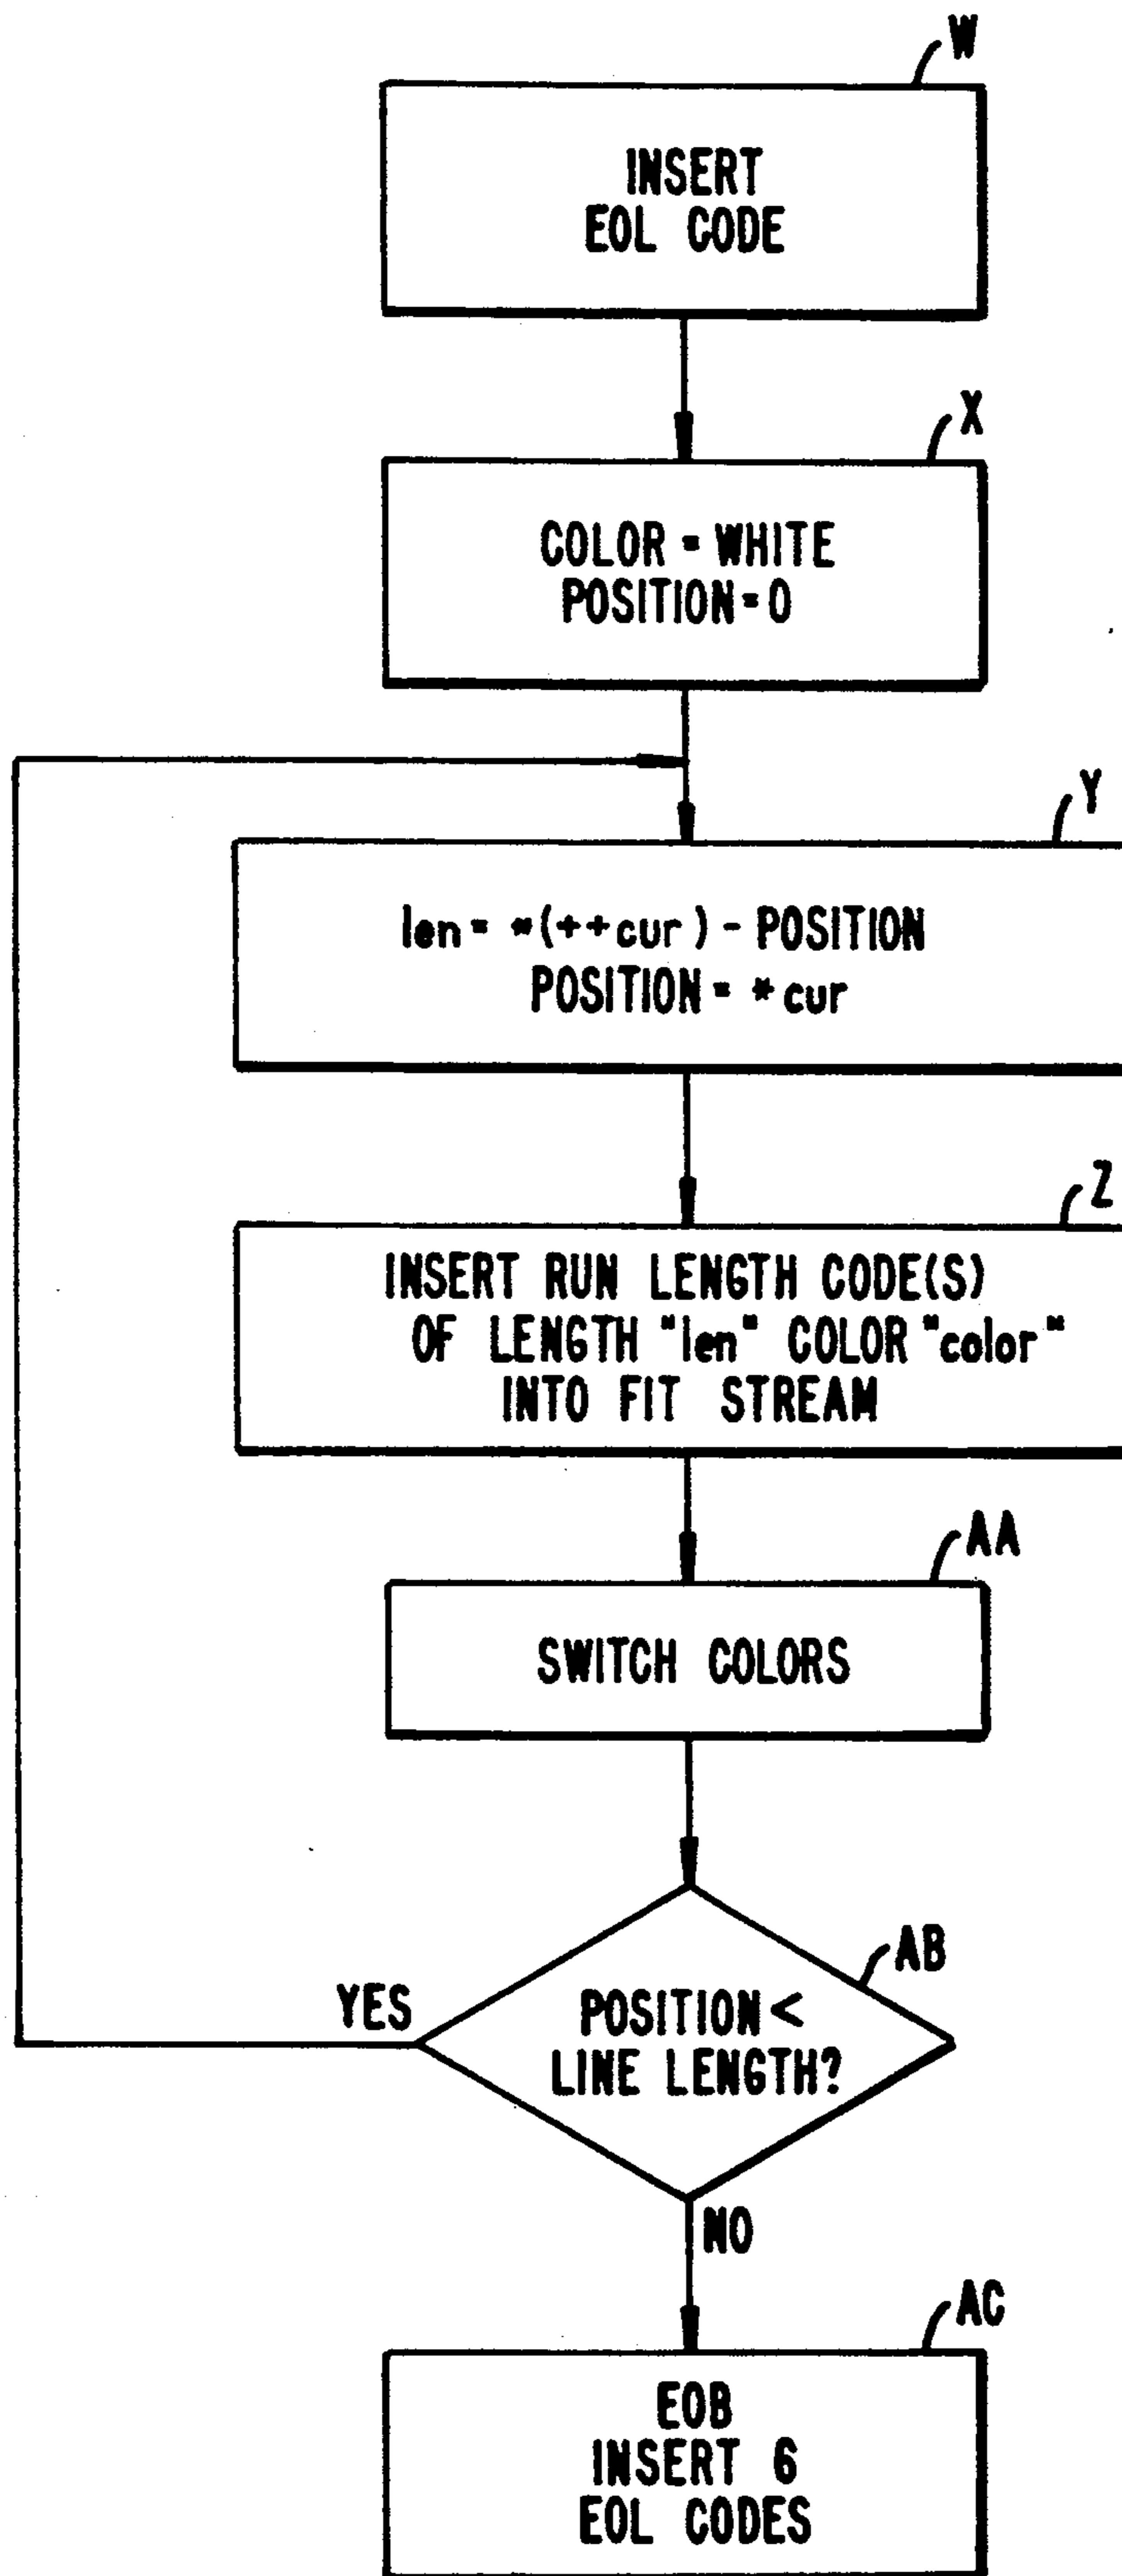 W
INSERT
EOL CODE
X
COLOR = WHITE
POSITION = 0
Y
len = *(++cur) - POSITION
POSITION = *cur
Z
INSERT RUN LENGTH CODE(S)
OF LENGTH "len" COLOR "color"
INTO FIT STREAM
AA
SWITCH COLORS
AB
YES
POSITION <
LINE LENGTH?
NO
AC
EOB
INSERT 6
EOL CODES